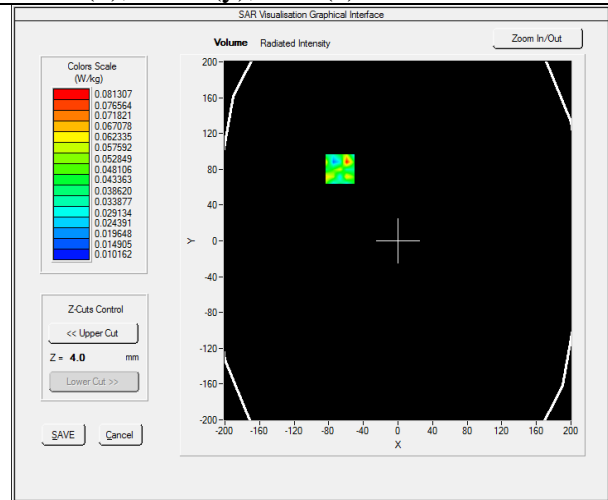 SAR Visualisation Graphical Interface
Volume Radiated Intensity
Zoom In/Out
Colors Scale
(W/kg)
0.081307
0.076564
0.071821
0.067078
0.062335
0.057592
0.052849
0.048106
0.043363
0.038620
0.033877
0.029134
0.024391
0.019648
0.014905
0.010162
Z-Cuts Control
<< Upper Cut
Z = 4.0 mm
Lower Cut >>
SAVE Cancel
200
160
120
80
40
0
-40
-80
-120
-160
-200
Y
-200 -160 -120 -80 -40 0 40 80 120 160 200
X